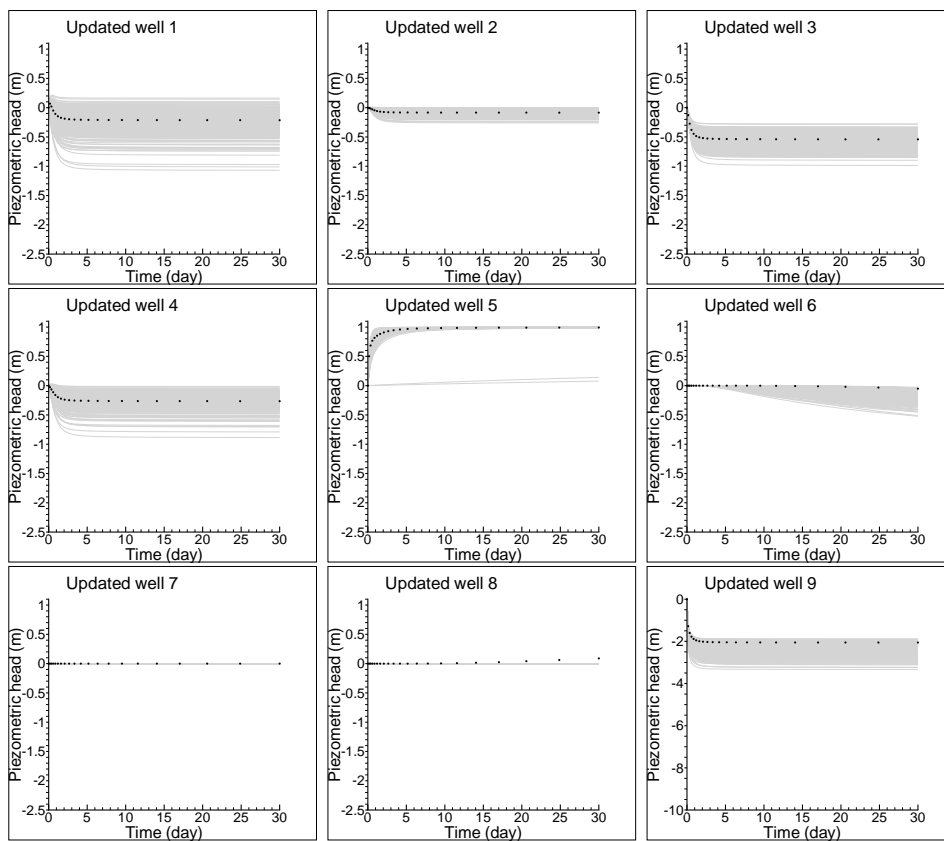 Updated well 1
Piezometric head (m)
1
0.5
0
-0.5
-1
-1.5
-2
-2.5
0 5 10 15 20 25 30
Time (day)
Updated well 2
Piezometric head (m)
1
0.5
0
-0.5
-1
-1.5
-2
-2.5
0 5 10 15 20 25 30
Time (day)
Updated well 3
Piezometric head (m)
1
0.5
0
-0.5
-1
-1.5
-2
-2.5
0 5 10 15 20 25 30
Time (day)
Updated well 4
Piezometric head (m)
1
0.5
0
-0.5
-1
-1.5
-2
-2.5
0 5 10 15 20 25 30
Time (day)
Updated well 5
Piezometric head (m)
1
0.5
0
-0.5
-1
-1.5
-2
-2.5
0 5 10 15 20 25 30
Time (day)
Updated well 6
Piezometric head (m)
1
0.5
0
-0.5
-1
-1.5
-2
-2.5
0 5 10 15 20 25 30
Time (day)
Updated well 7
Piezometric head (m)
1
0.5
0
-0.5
-1
-1.5
-2
-2.5
0 5 10 15 20 25 30
Time (day)
Updated well 8
Piezometric head (m)
1
0.5
0
-0.5
-1
-1.5
-2
-2.5
0 5 10 15 20 25 30
Time (day)
Updated well 9
Piezometric head (m)
0
-2
-4
-6
-8
-10
0 5 10 15 20 25 30
Time (day)